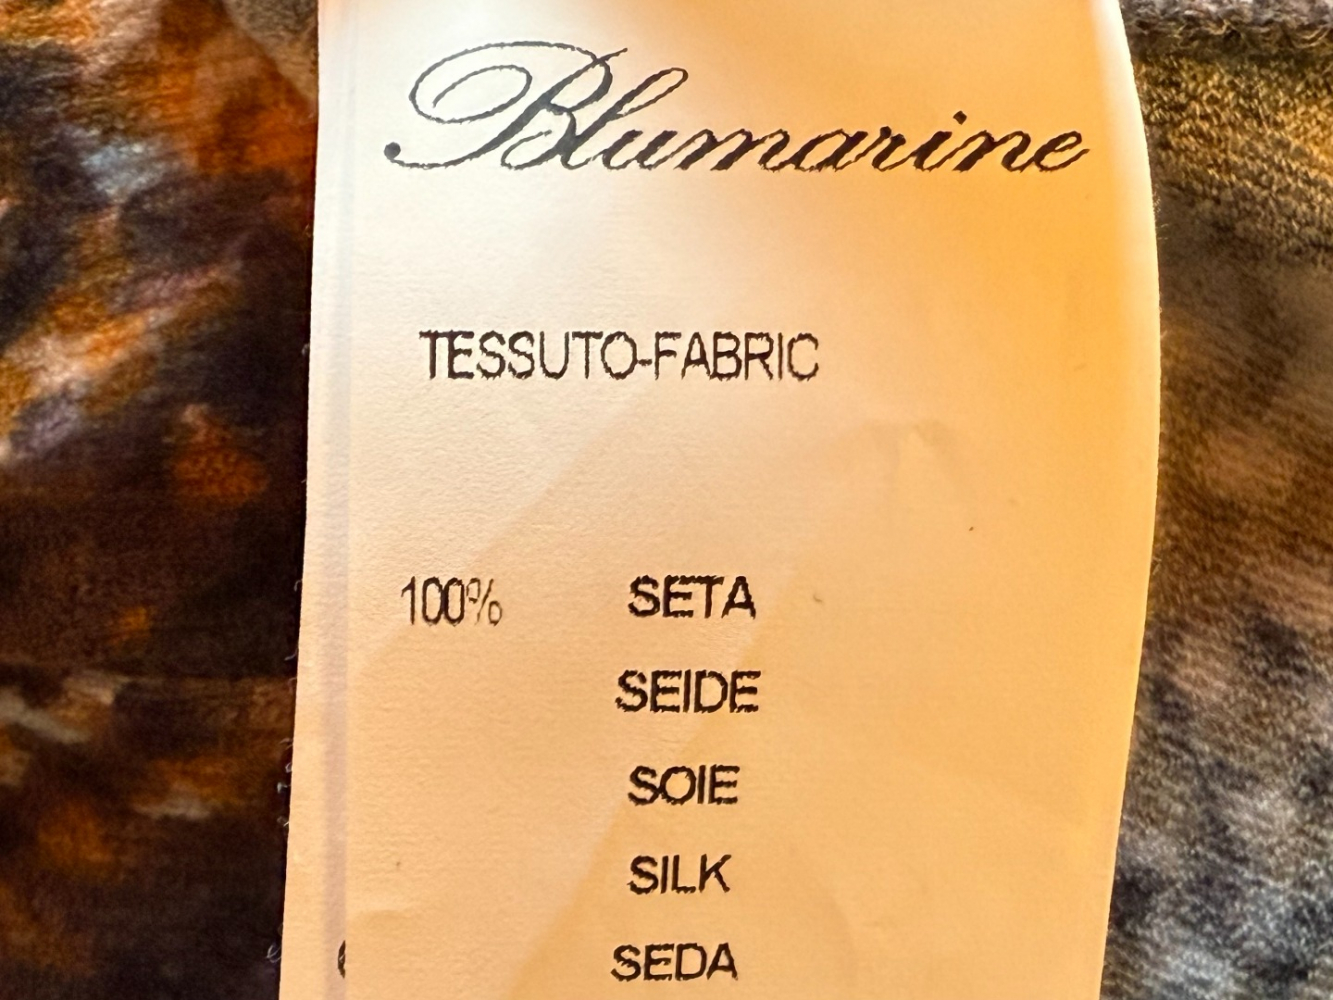 Blumarine
TESSUTO-FABRIC
100% SETA
SEIDE
SOIE
SILK
SEDA